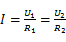 I = U₁/R₁ = U₂/R₂